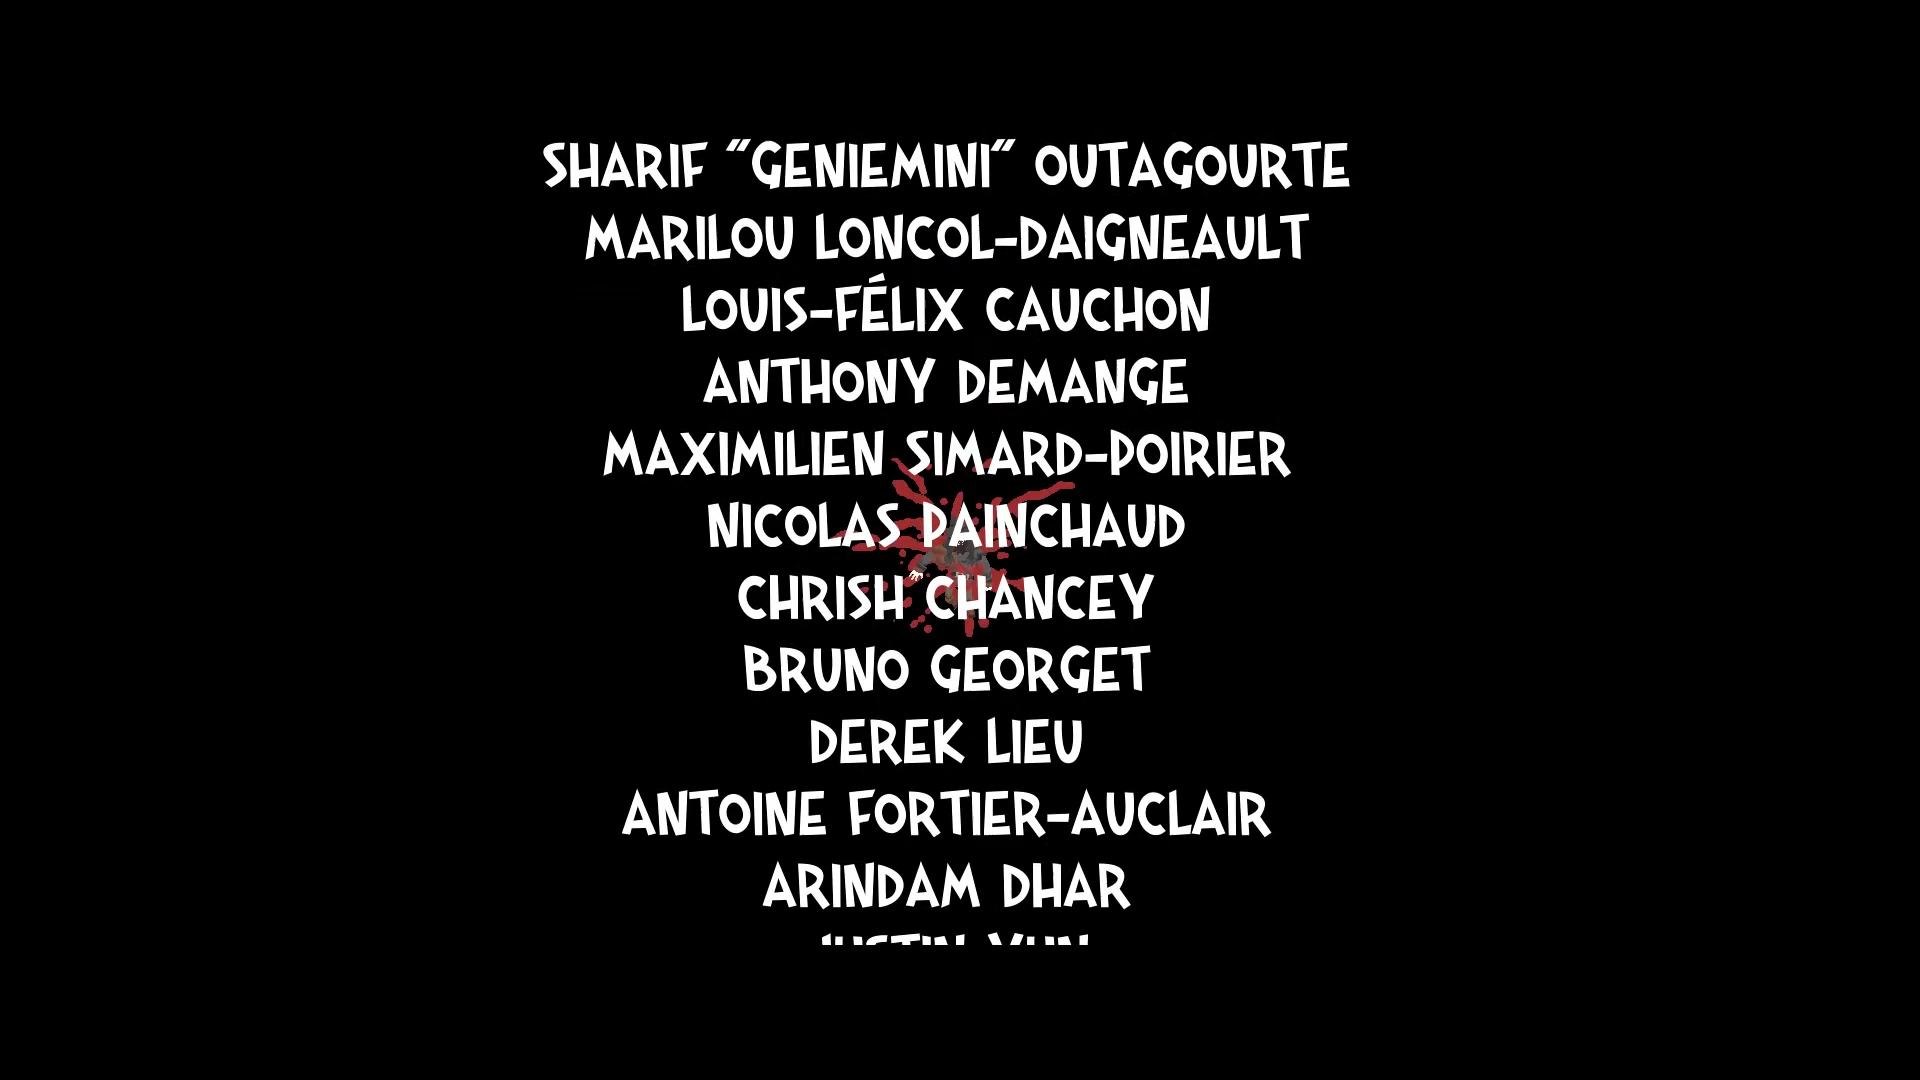 SHARIF "GENIEMINI" OUTAGOURTE
MARILOU LONCOL-DAIGNEAULT
LOUIS-FÉLIX CAUCHON
ANTHONY DEMANGE
MAXIMILIEN SIMARD-POIRIER
NICOLAS PAINCHAUD
CHRISH CHANCEY
BRUNO GEORGET
DEREK LIEU
ANTOINE FORTIER-AUCLAIR
ARINDAM DHAR